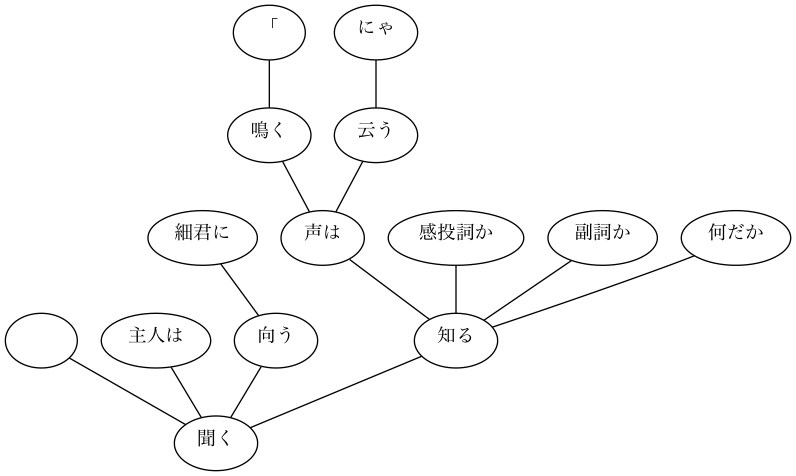 「
にゃ
鳴く
云う
細君に
声は
感投詞か
副詞か
何だか
主人は
向う
知る
聞く